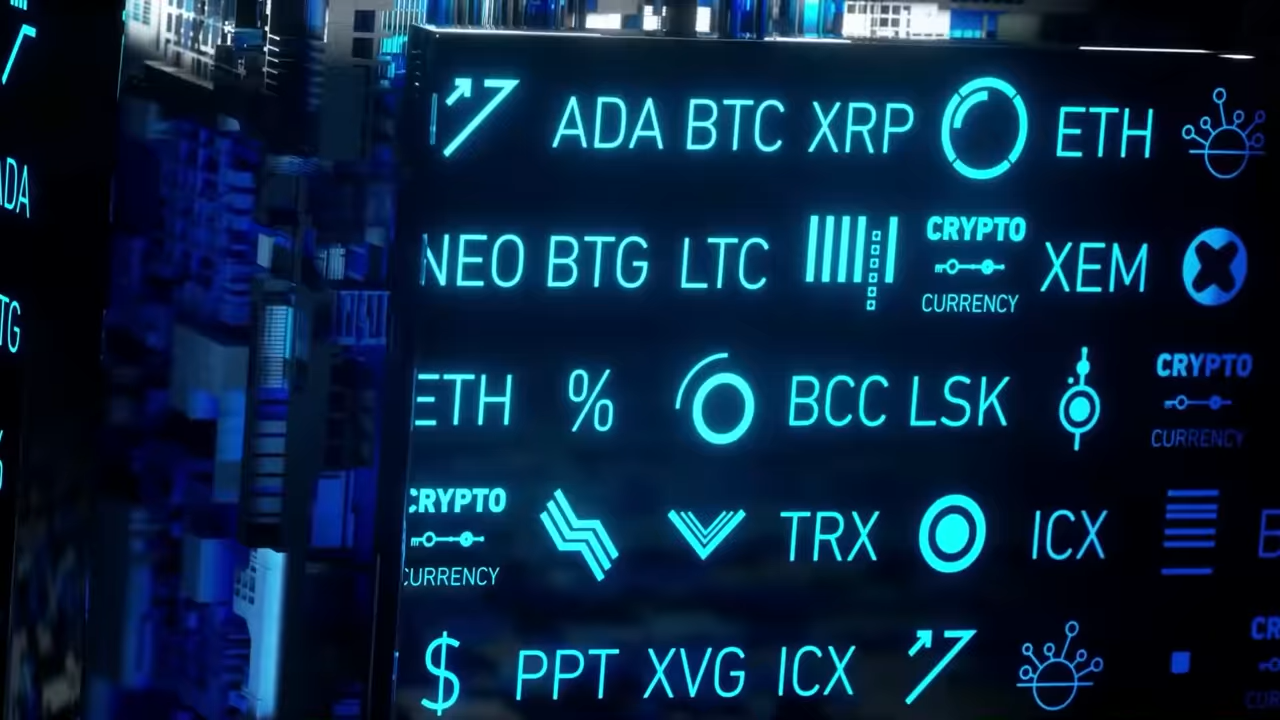 ADA BTC XRP ETH
NEO BTG LTC CRYPTO CURRENCY XEM
ETH % BCC LSK CRYPTO CURRENCY
CRYPTO CURRENCY TRX ICX
$ PPT XVG ICX